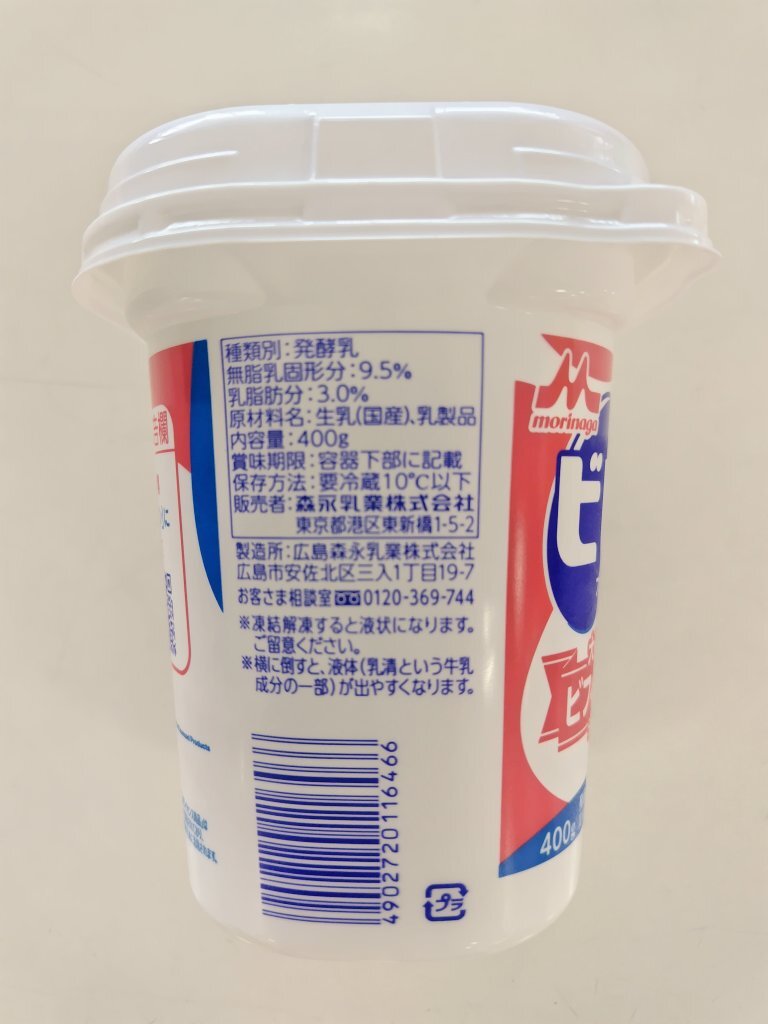 種類別：発酵乳
無脂乳固形分：9.5%
乳脂肪分：3.0%
原材料名：生乳(国産)、乳製品
内容量：400g
賞味期限：容器下部に記載
保存方法：要冷蔵10℃以下
販売者：森永乳業株式会社
東京都港区東新橋1-5-2
製造所：広島森永乳業株式会社
広島市安佐北区三入1丁目19-7
お客さま相談室 0120-369-744
※凍結解凍すると液状になります。
ご留意ください。
※横に倒すと、液体（乳清という牛乳
成分の一部）が出やすくなります。
4902720116466
プラ
morinaga
ビ
ビフ
400g
欄
Products